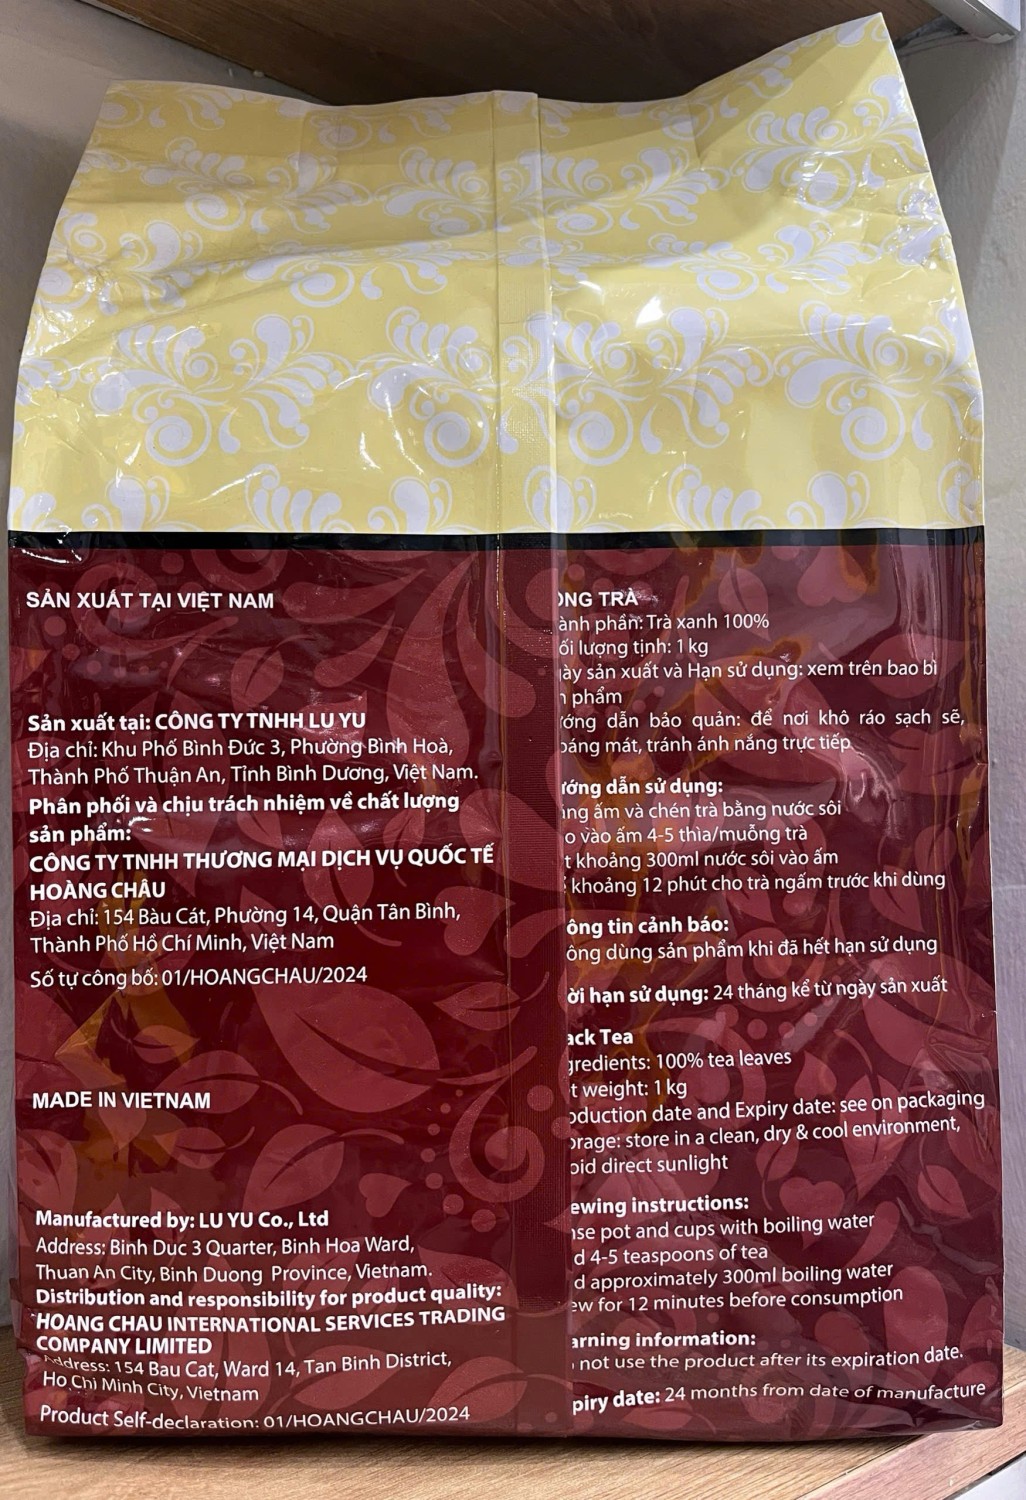 SẢN XUẤT TẠI VIỆT NAM
Sản xuất tại: CÔNG TY TNHH LU YU
Địa chỉ: Khu Phố Bình Đức 3, Phường Bình Hoà,
Thành Phố Thuận An, Tỉnh Bình Dương, Việt Nam.
Phân phối và chịu trách nhiệm về chất lượng
sản phẩm:
CÔNG TY TNHH THƯƠNG MẠI DỊCH VỤ QUỐC TẾ
HOÀNG CHÂU
Địa chỉ: 154 Bàu Cát, Phường 14, Quận Tân Bình,
Thành Phố Hồ Chí Minh, Việt Nam
Số tự công bố: 01/HOANGCHAU/2024
MADE IN VIETNAM
Manufactured by: LU YU Co., Ltd
Address: Binh Duc 3 Quarter, Binh Hoa Ward,
Thuan An City, Binh Duong Province, Vietnam.
Distribution and responsibility for product quality:
HOANG CHAU INTERNATIONAL SERVICES TRADING
COMPANY LIMITED
Address: 154 Bau Cat, Ward 14, Tan Binh District,
Ho Chi Minh City, Vietnam
Product Self-declaration: 01/HOANGCHAU/2024
ỒNG TRÀ
ành phần: Trà xanh 100%
ối lượng tịnh: 1 kg
ày sản xuất và Hạn sử dụng: xem trên bao bì
n phẩm
ớng dẫn bảo quản: để nơi khô ráo sạch sẽ,
oáng mát, tránh ánh nắng trực tiếp
ướng dẫn sử dụng:
áng ấm và chén trà bằng nước sôi
o vào ấm 4-5 thìa/muỗng trà
t khoảng 300ml nước sôi vào ấm
khoảng 12 phút cho trà ngấm trước khi dùng
ông tin cảnh báo:
ông dùng sản phẩm khi đã hết hạn sử dụng
ời hạn sử dụng: 24 tháng kể từ ngày sản xuất
ack Tea
gredients: 100% tea leaves
t weight: 1 kg
oduction date and Expiry date: see on packaging
orage: store in a clean, dry & cool environment,
oid direct sunlight
ewing instructions:
nse pot and cups with boiling water
d 4-5 teaspoons of tea
d approximately 300ml boiling water
ew for 12 minutes before consumption
arning information:
not use the product after its expiration date.
piry date: 24 months from date of manufacture